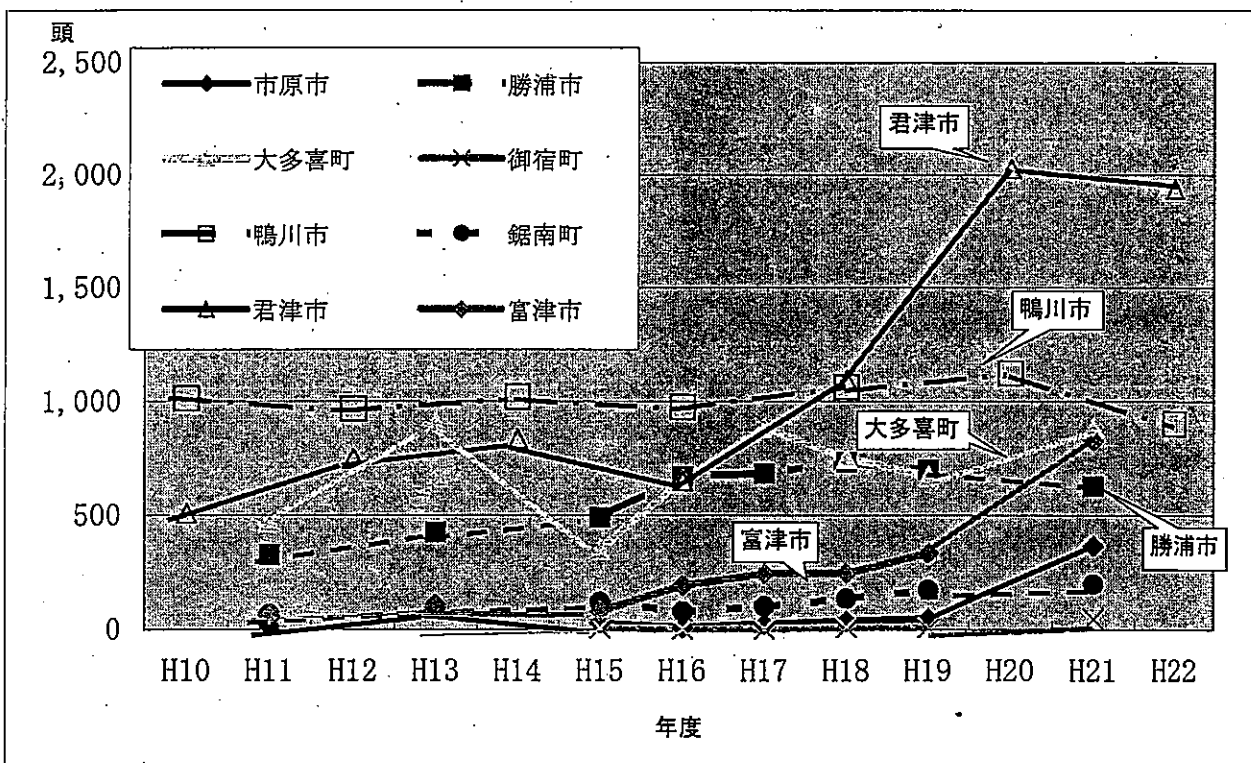 頭
2,500
2,000
1,500
1,000
500
0
市原市
勝浦市
大多喜町
御宿町
鴨川市
鋸南町
君津市
富津市
君津市
鴨川市
大多喜町
富津市
勝浦市
H10 H11 H12 H13 H14 H15 H16 H17 H18 H19 H20 H21 H22
年度